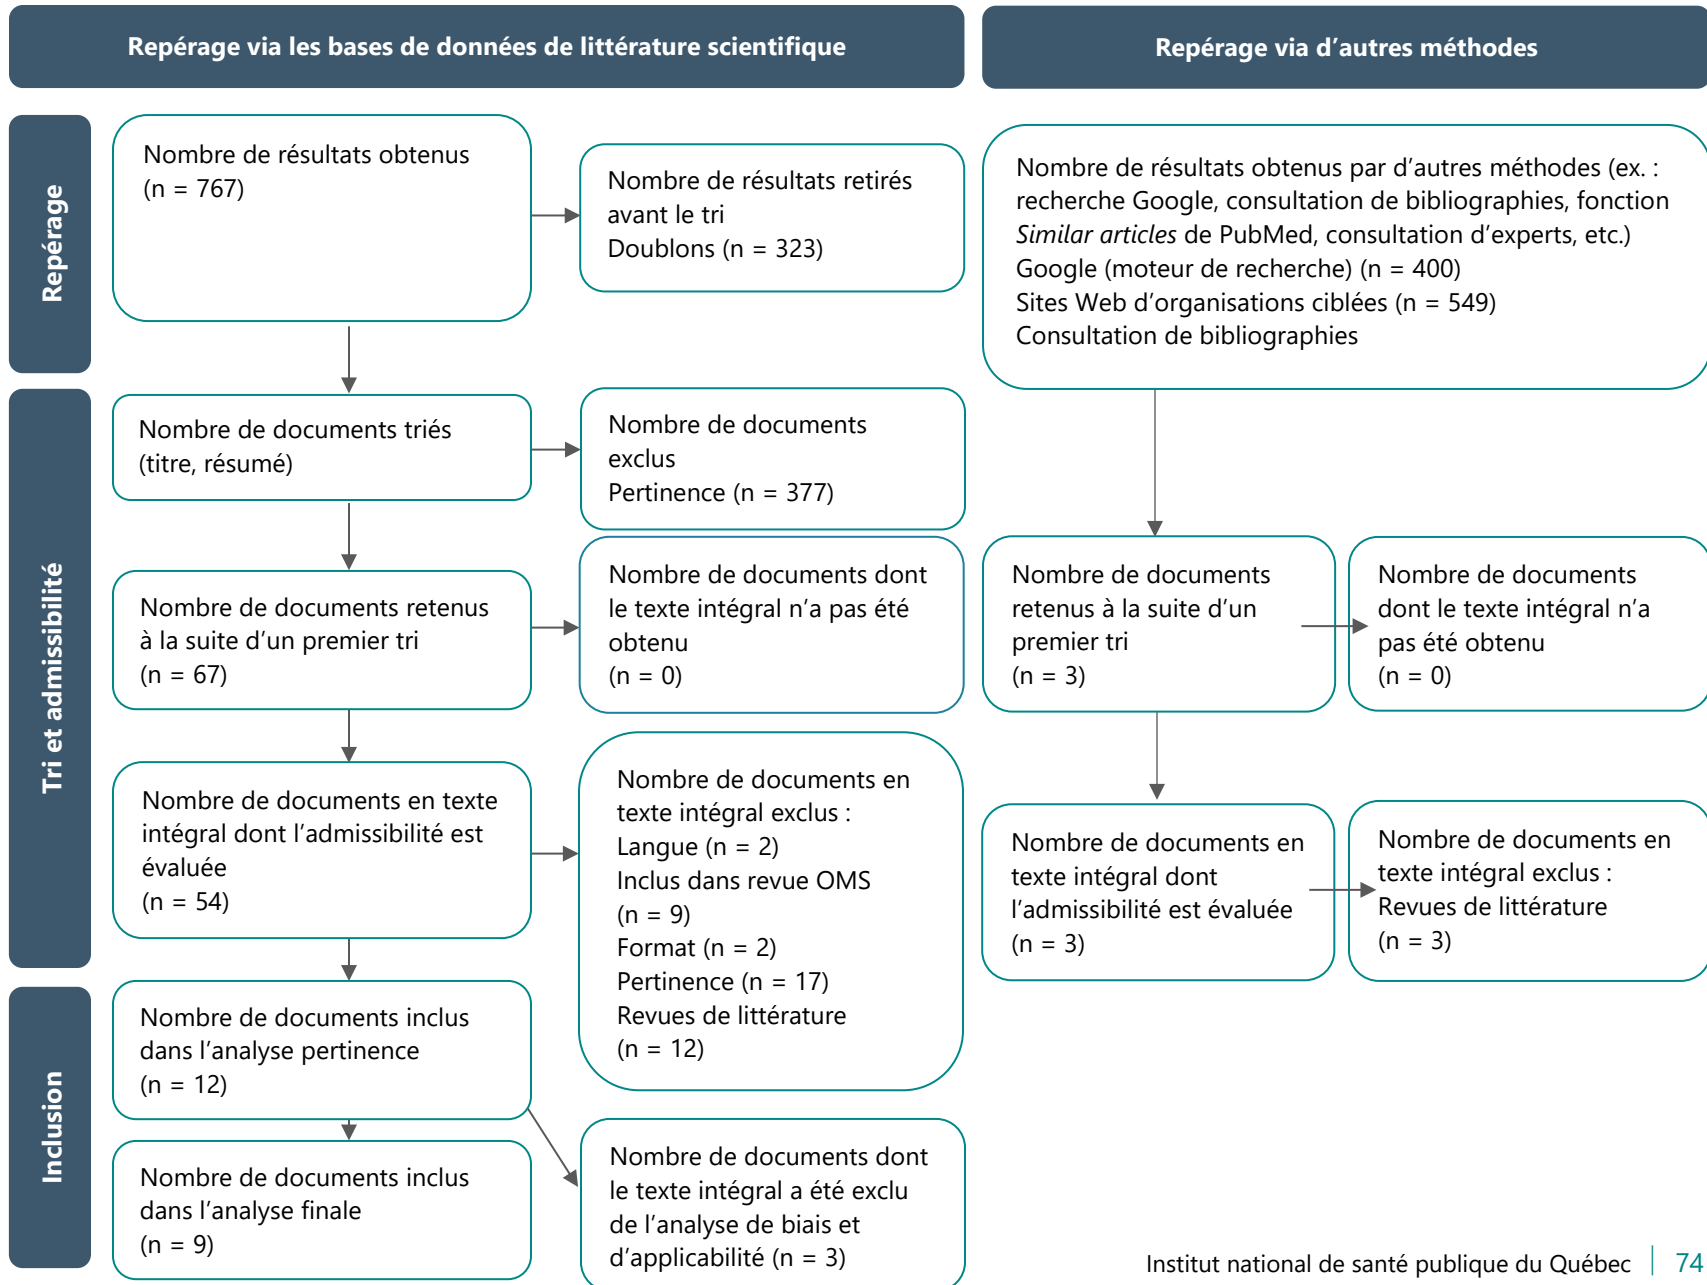 Repérage via les bases de données de littérature scientifique
Repérage via d’autres méthodes
Repérage
Nombre de résultats obtenus
(n = 767)
Nombre de résultats retirés
avant le tri
Doublons (n = 323)
Nombre de résultats obtenus par d’autres méthodes (ex. :
recherche Google, consultation de bibliographies, fonction
Similar articles de PubMed, consultation d’experts, etc.)
Google (moteur de recherche) (n = 400)
Sites Web d’organisations ciblées (n = 549)
Consultation de bibliographies
Tri et admissibilité
Nombre de documents triés
(titre, résumé)
Nombre de documents
exclus
Pertinence (n = 377)
Nombre de documents retenus
à la suite d’un premier tri
(n = 67)
Nombre de documents dont
le texte intégral n’a pas été
obtenu
(n = 0)
Nombre de documents
retenus à la suite d’un
premier tri
(n = 3)
Nombre de documents
dont le texte intégral n’a
pas été obtenu
(n = 0)
Nombre de documents en texte
intégral dont l’admissibilité est
évaluée
(n = 54)
Nombre de documents en
texte intégral exclus :
Langue (n = 2)
Inclus dans revue OMS
(n = 9)
Format (n = 2)
Pertinence (n = 17)
Revues de littérature
(n = 12)
Nombre de documents en
texte intégral dont
l’admissibilité est évaluée
(n = 3)
Nombre de documents en
texte intégral exclus :
Revues de littérature
(n = 3)
Inclusion
Nombre de documents inclus
dans l’analyse pertinence
(n = 12)
Nombre de documents inclus
dans l’analyse finale
(n = 9)
Nombre de documents dont
le texte intégral a été exclu
de l’analyse de biais et
d’applicabilité (n = 3)
Institut national de santé publique du Québec 74